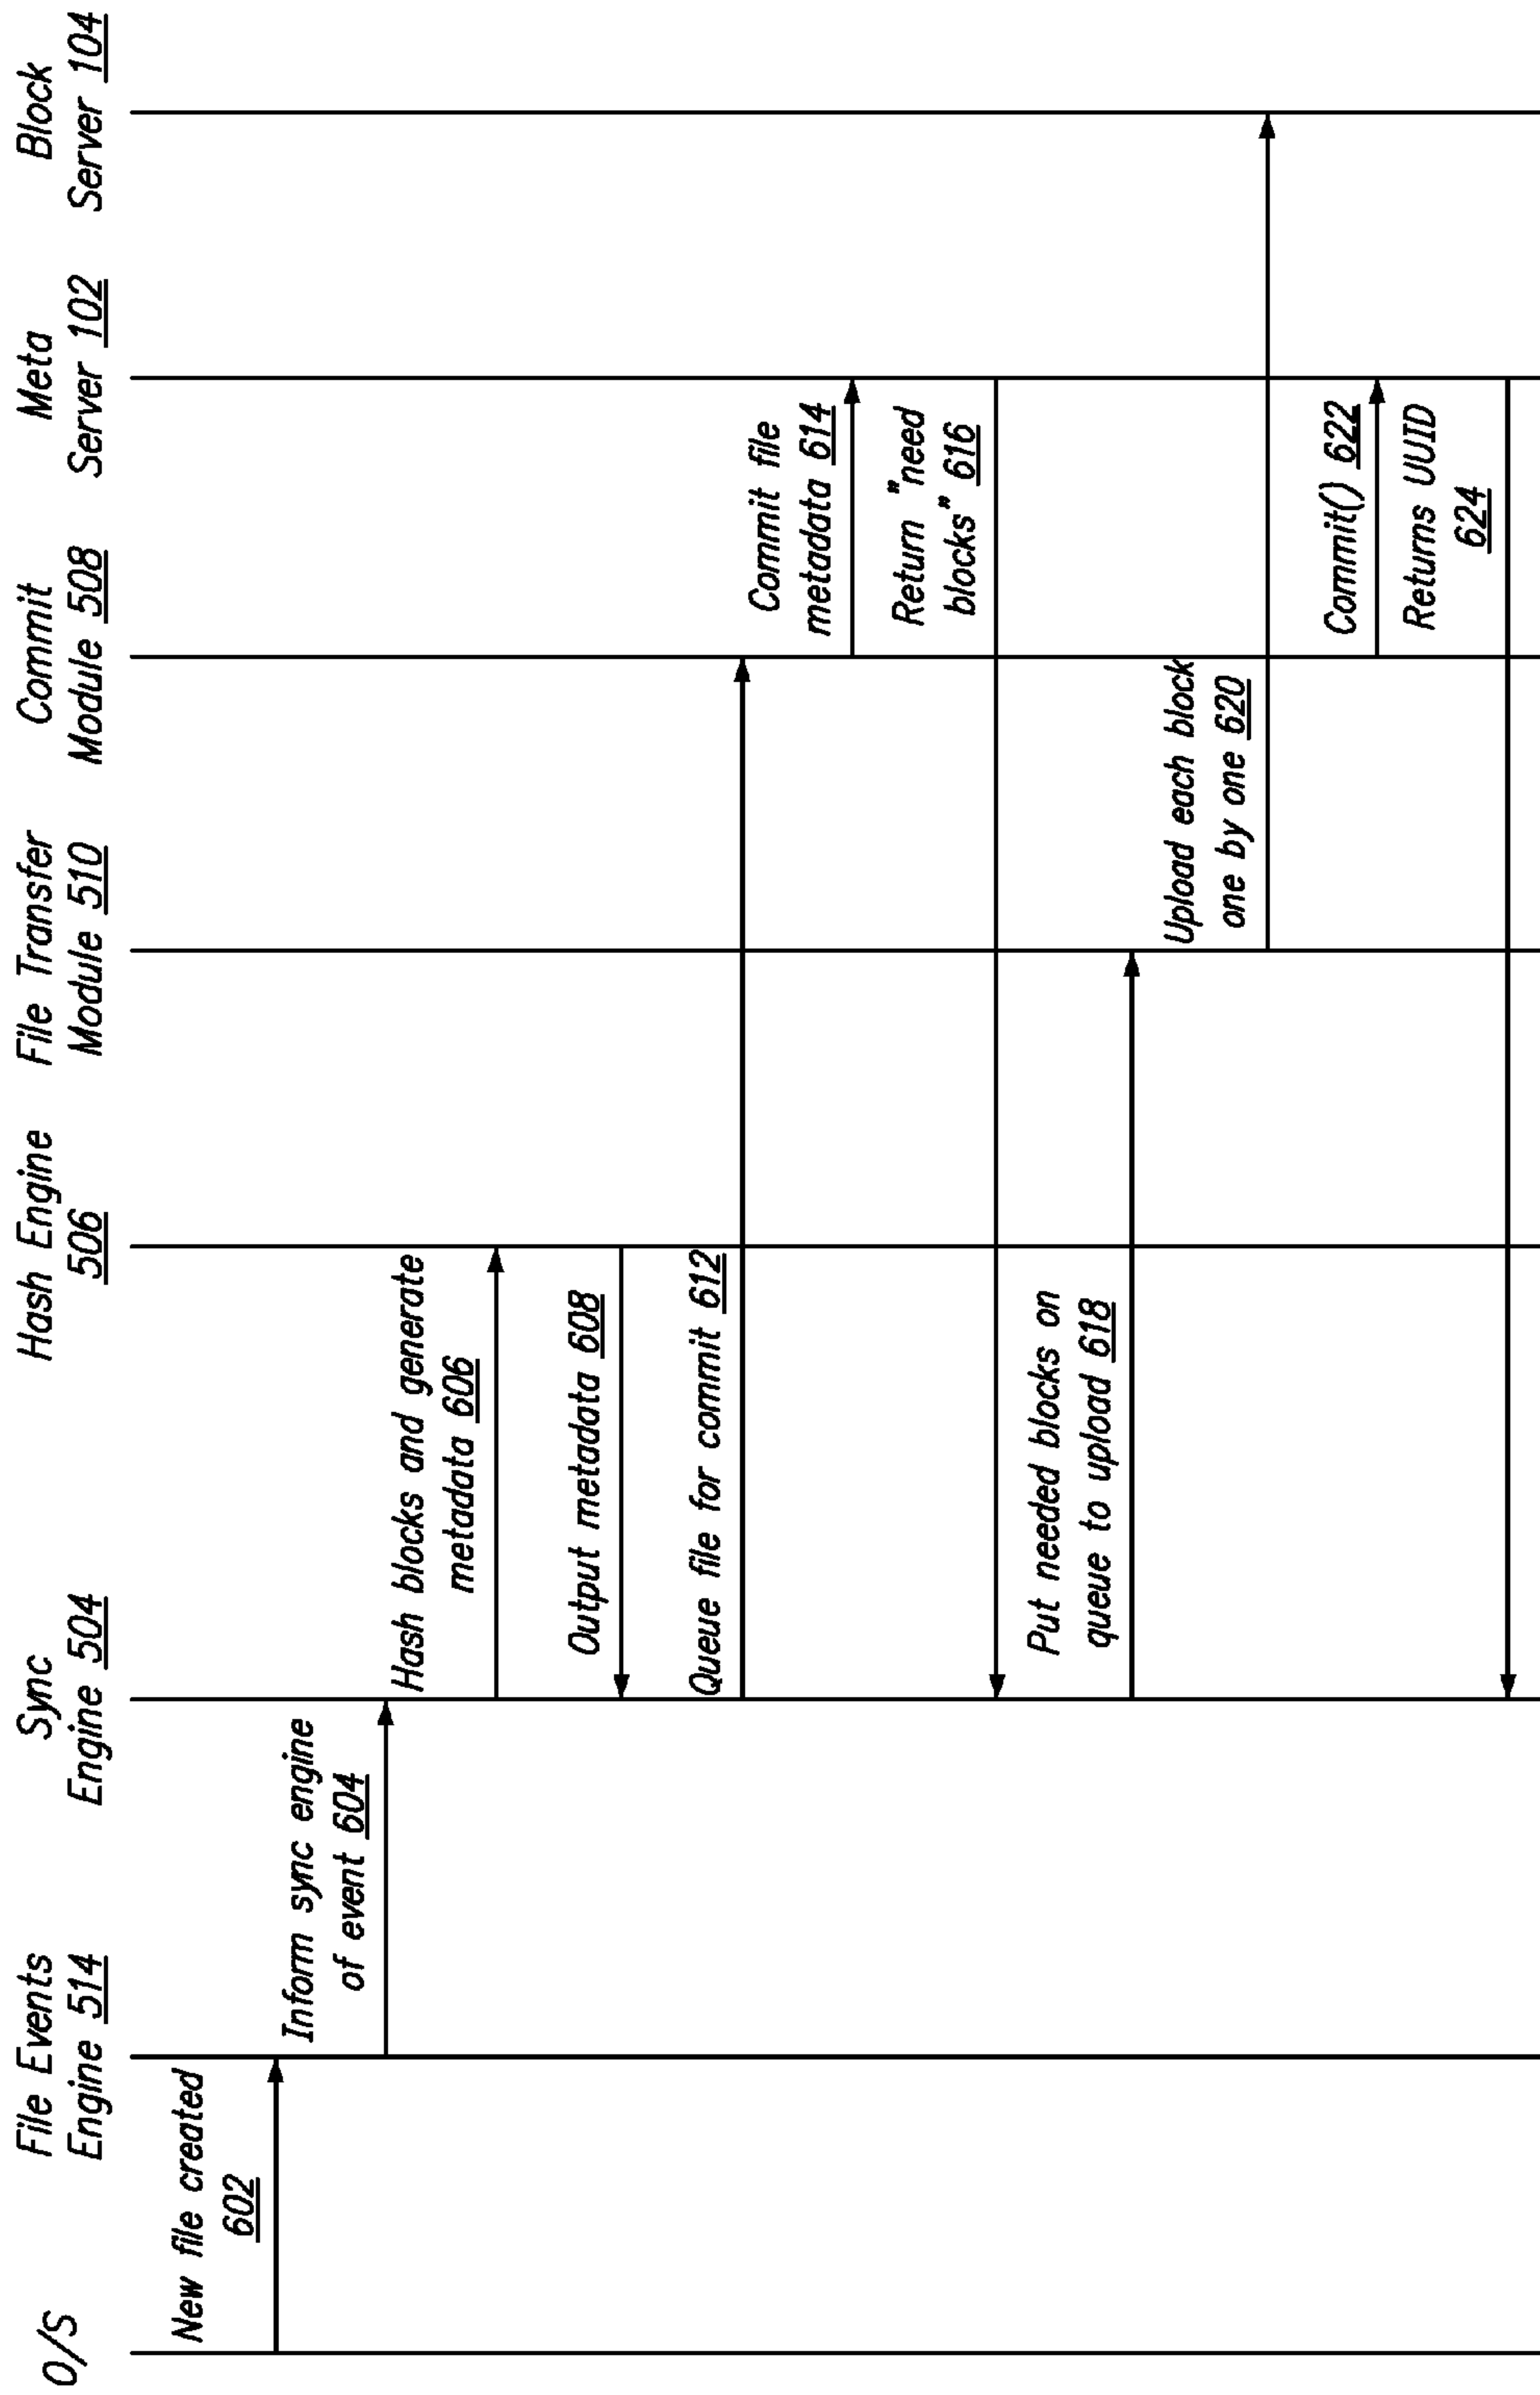 O/S
File Events
Engine 514
Sync
Engine 504
Hash Engine
506
File Transfer
Module 510
Commit
Module 508
Meta
Server 102
Block
Server 104
New file created
602
Inform sync engine
of event 604
Hash blocks and generate
metadata 606
Output metadata 608
Queue file for commit 612
Commit file
metadata 614
Return "need
blocks" 616
Put needed blocks on
queue to upload 618
Upload each block
one by one 620
Commit() 622
Returns UUID
624